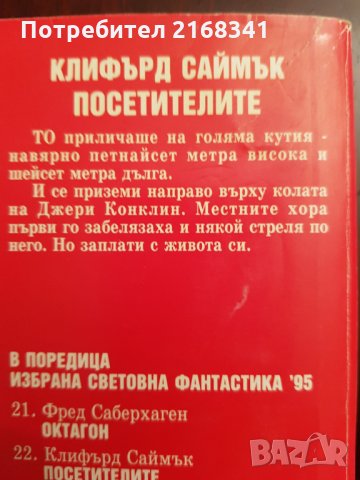 Потребител 2168341
КЛИФЪРД САЙМЪК
ПОСЕТИТЕЛИТЕ
ТО приличаше на голяма кутия -
навярно петнайсет метра висока и
шейсет метра дълга.
И се приземи направо върху колата
на Джери Конклин. Местните хора
първи го забелязаха и някой стреля по
него. Но заплати с живота си.
В ПОРЕДИЦА
ИЗБРАНА СВЕТОВНА ФАНТАСТИКА '95
21. Фред Саберхаген
ОКТАГОН
22. Клифърд Саймък
ПОСЕТИТЕЛИТЕ
bazar